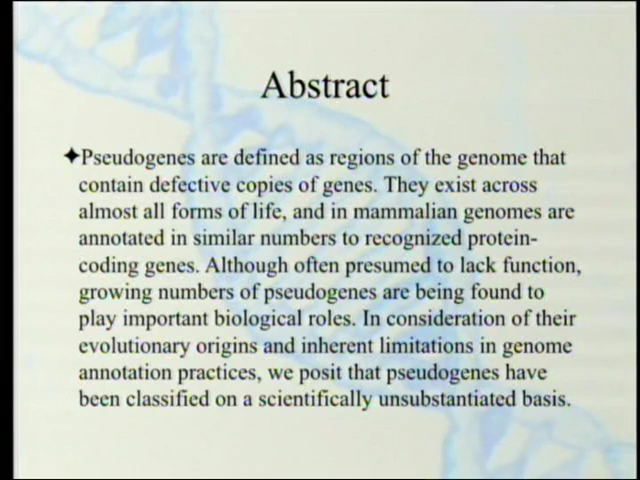 Abstract
✦Pseudogenes are defined as regions of the genome that
contain defective copies of genes. They exist across
almost all forms of life, and in mammalian genomes are
annotated in similar numbers to recognized protein-
coding genes. Although often presumed to lack function,
growing numbers of pseudogenes are being found to
play important biological roles. In consideration of their
evolutionary origins and inherent limitations in genome
annotation practices, we posit that pseudogenes have
been classified on a scientifically unsubstantiated basis.